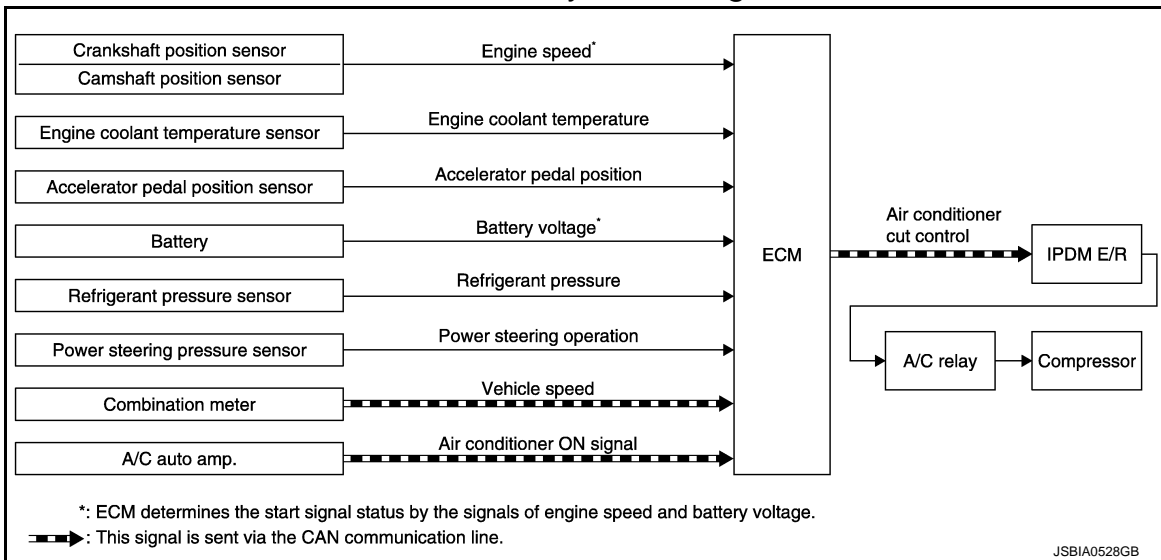 Crankshaft position sensor
Camshaft position sensor
Engine speed*
Engine coolant temperature sensor
Engine coolant temperature
Accelerator pedal position sensor
Accelerator pedal position
Battery
Battery voltage*
Refrigerant pressure sensor
Refrigerant pressure
Power steering pressure sensor
Power steering operation
Combination meter
Vehicle speed
A/C auto amp.
Air conditioner ON signal
ECM
Air conditioner
cut control
IPDM E/R
A/C relay
Compressor
*: ECM determines the start signal status by the signals of engine speed and battery voltage.
: This signal is sent via the CAN communication line.
JSBIA0528GB